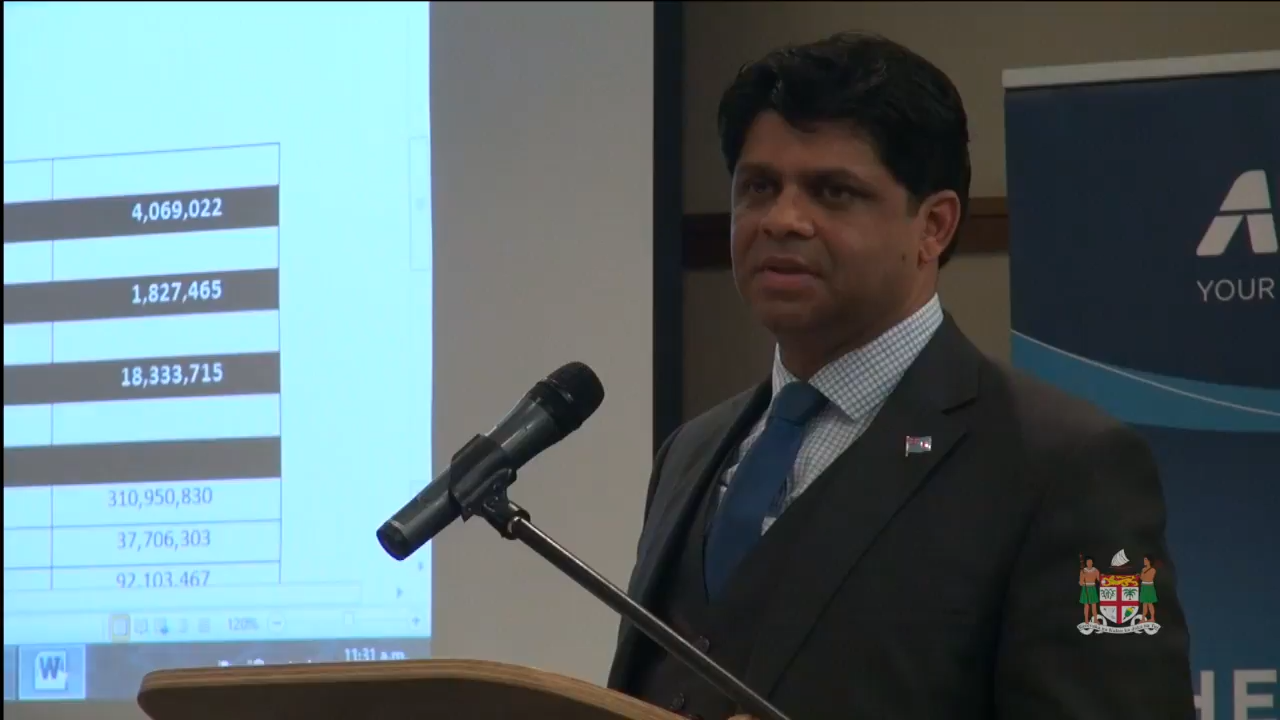 4,069,022
1,827,465
18,333,715
310,950,830
37,706,303
92,103,467
120%
11:31 a.m.
W
A
YOUR
HE